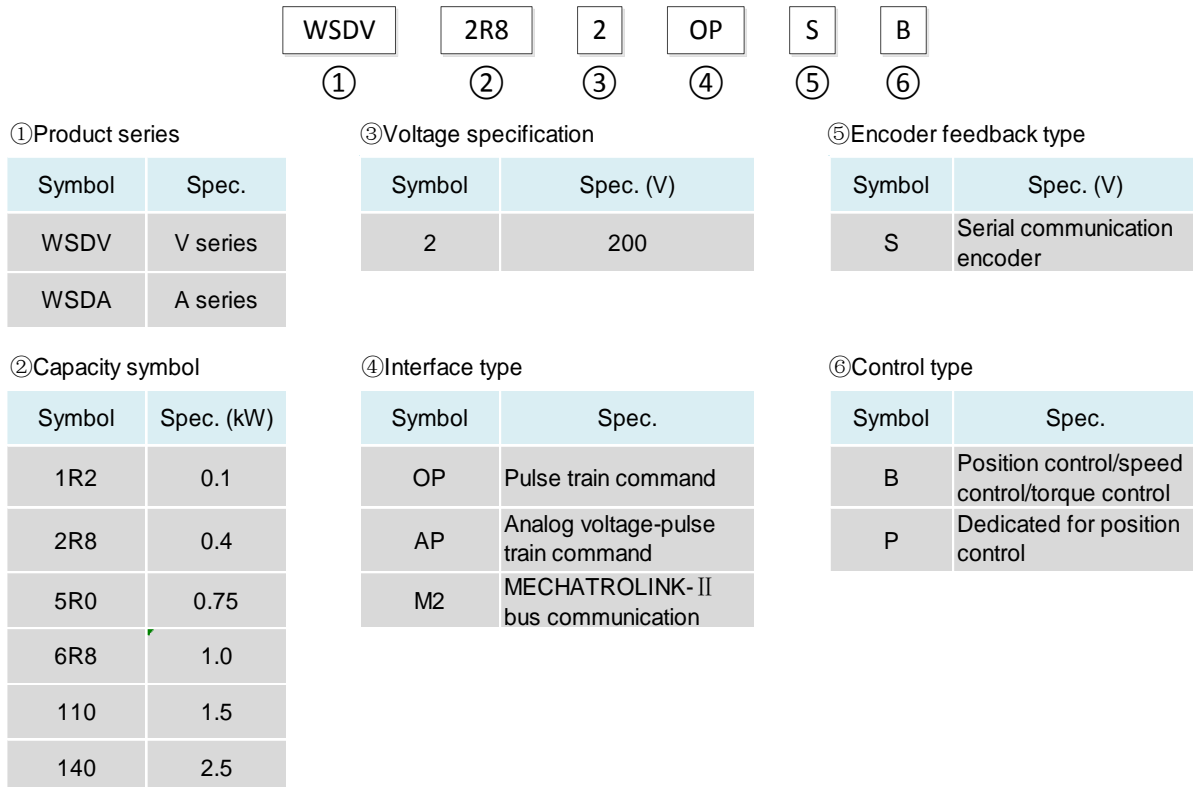 WSDV 2R8 2 OP S B
① ② ③ ④ ⑤ ⑥
①Product series
Symbol Spec.
WSDV V series
WSDA A series
③Voltage specification
Symbol Spec. (V)
2 200
⑤Encoder feedback type
Symbol Spec. (V)
S Serial communication
encoder
②Capacity symbol
Symbol Spec. (kW)
1R2 0.1
2R8 0.4
5R0 0.75
6R8 1.0
110 1.5
140 2.5
④Interface type
Symbol Spec.
OP Pulse train command
AP Analog voltage-pulse
train command
M2 MECHATROLINK-Ⅱ
bus communication
⑥Control type
Symbol Spec.
B Position control/speed
control/torque control
P Dedicated for position
control